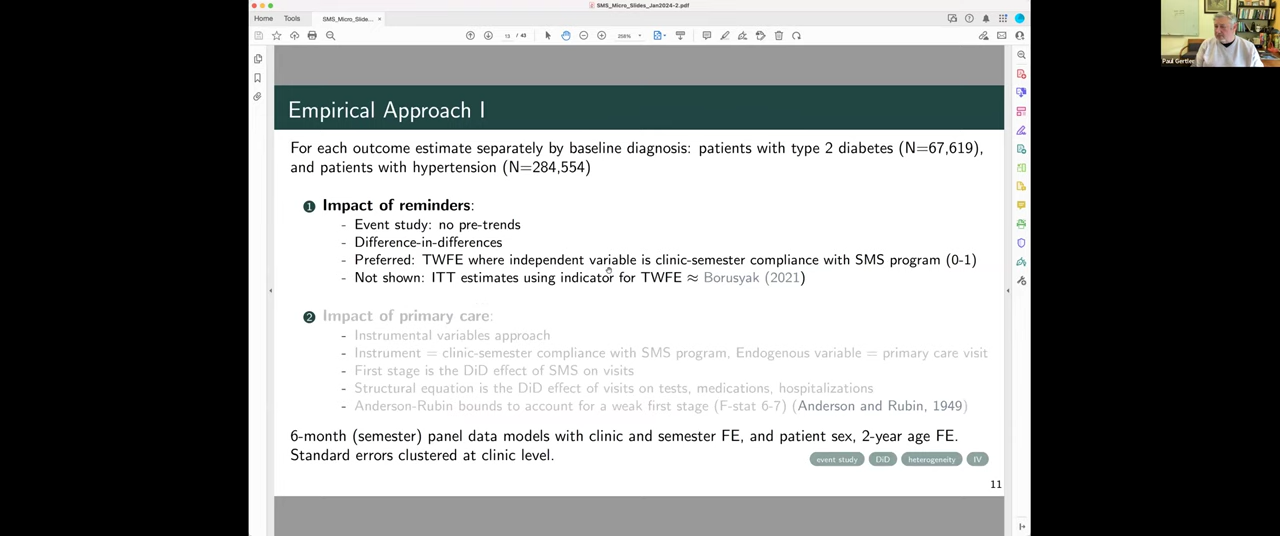 SMS_Micro_Slides_Jan2024-2.pdf
Home Tools SMS_Micro_Slide... ×
13 / 43 258%
Paul Gertler
Empirical Approach I
For each outcome estimate separately by baseline diagnosis: patients with type 2 diabetes (N=67,619),
and patients with hypertension (N=284,554)
1 Impact of reminders:
- Event study: no pre-trends
- Difference-in-differences
- Preferred: TWFE where independent variable is clinic-semester compliance with SMS program (0-1)
- Not shown: ITT estimates using indicator for TWFE ≈ Borusyak (2021)
2 Impact of primary care:
- Instrumental variables approach
- Instrument = clinic-semester compliance with SMS program, Endogenous variable = primary care visit
- First stage is the DiD effect of SMS on visits
- Structural equation is the DiD effect of visits on tests, medications, hospitalizations
- Anderson-Rubin bounds to account for a weak first stage (F-stat 6-7) (Anderson and Rubin, 1949)
6-month (semester) panel data models with clinic and semester FE, and patient sex, 2-year age FE.
Standard errors clustered at clinic level.
event study DiD heterogeneity IV
11